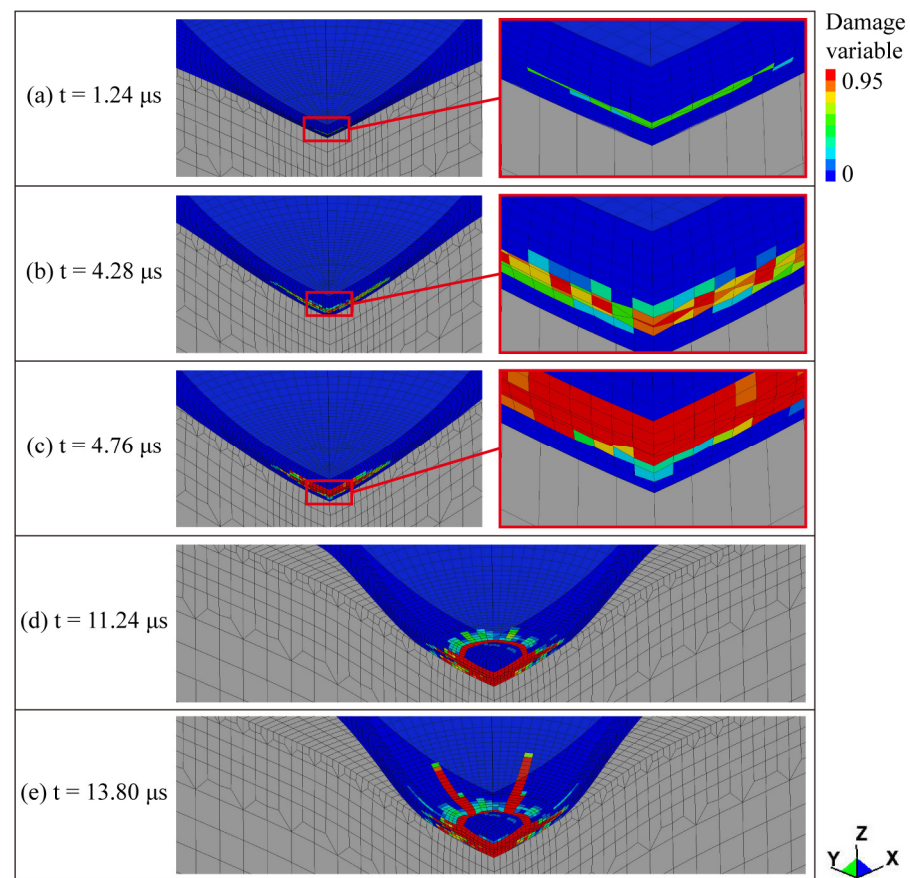 Damage
variable
0.95
0
(a) t = 1.24 μs
(b) t = 4.28 μs
(c) t = 4.76 μs
(d) t = 11.24 μs
(e) t = 13.80 μs
Z
Y X